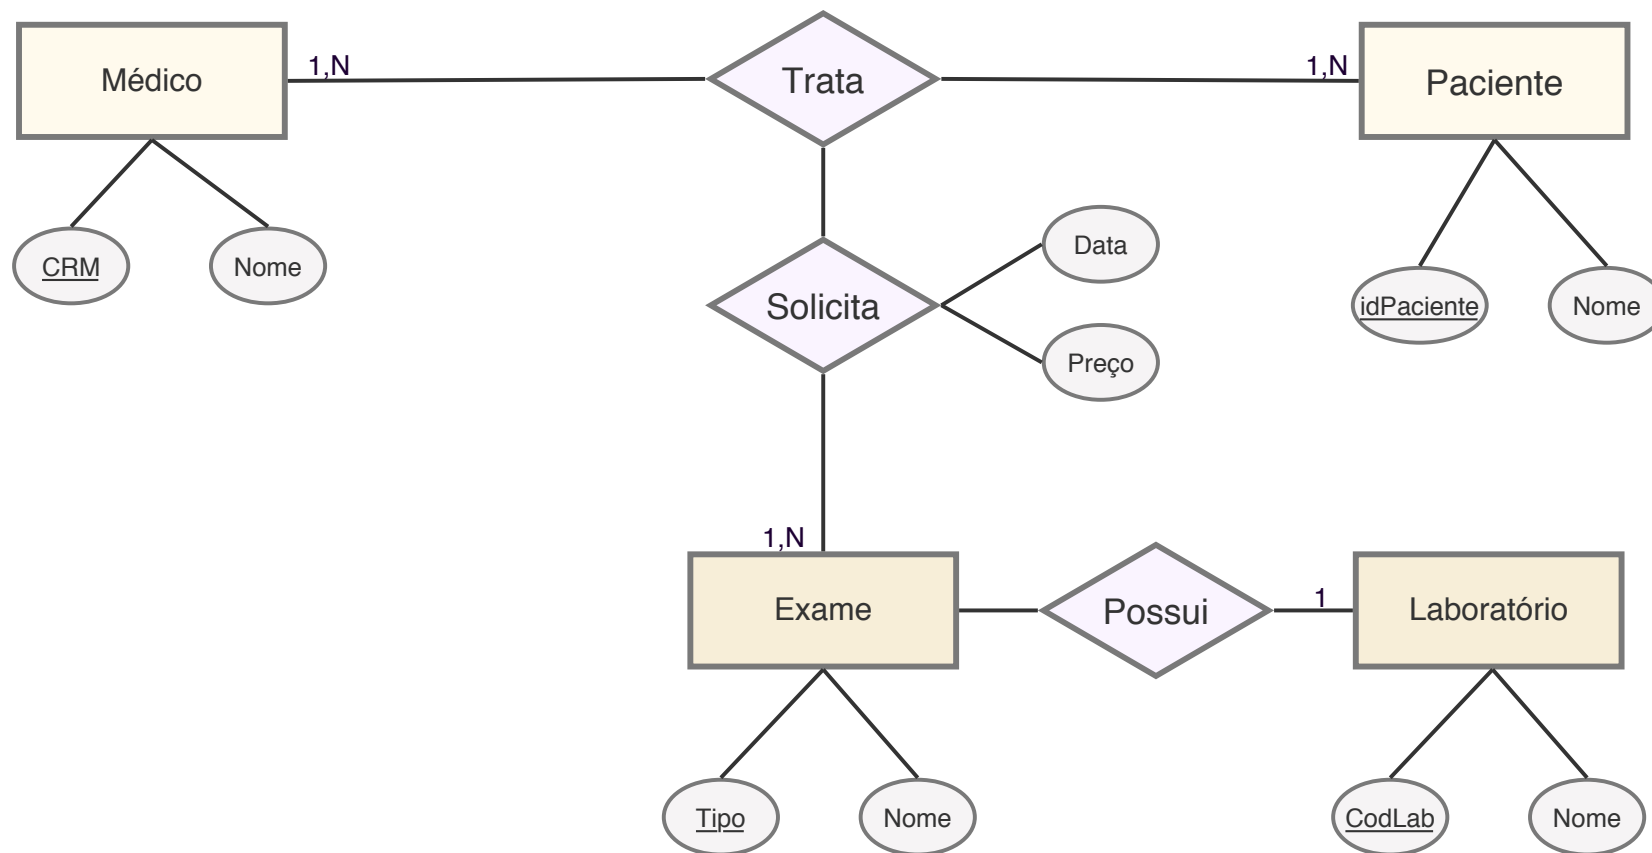 Médico
1,N
Trata
1,N
Paciente
CRM
Nome
Solicita
Data
Preço
idPaciente
Nome
1,N
Exame
Possui
1
Laboratório
Tipo
Nome
CodLab
Nome